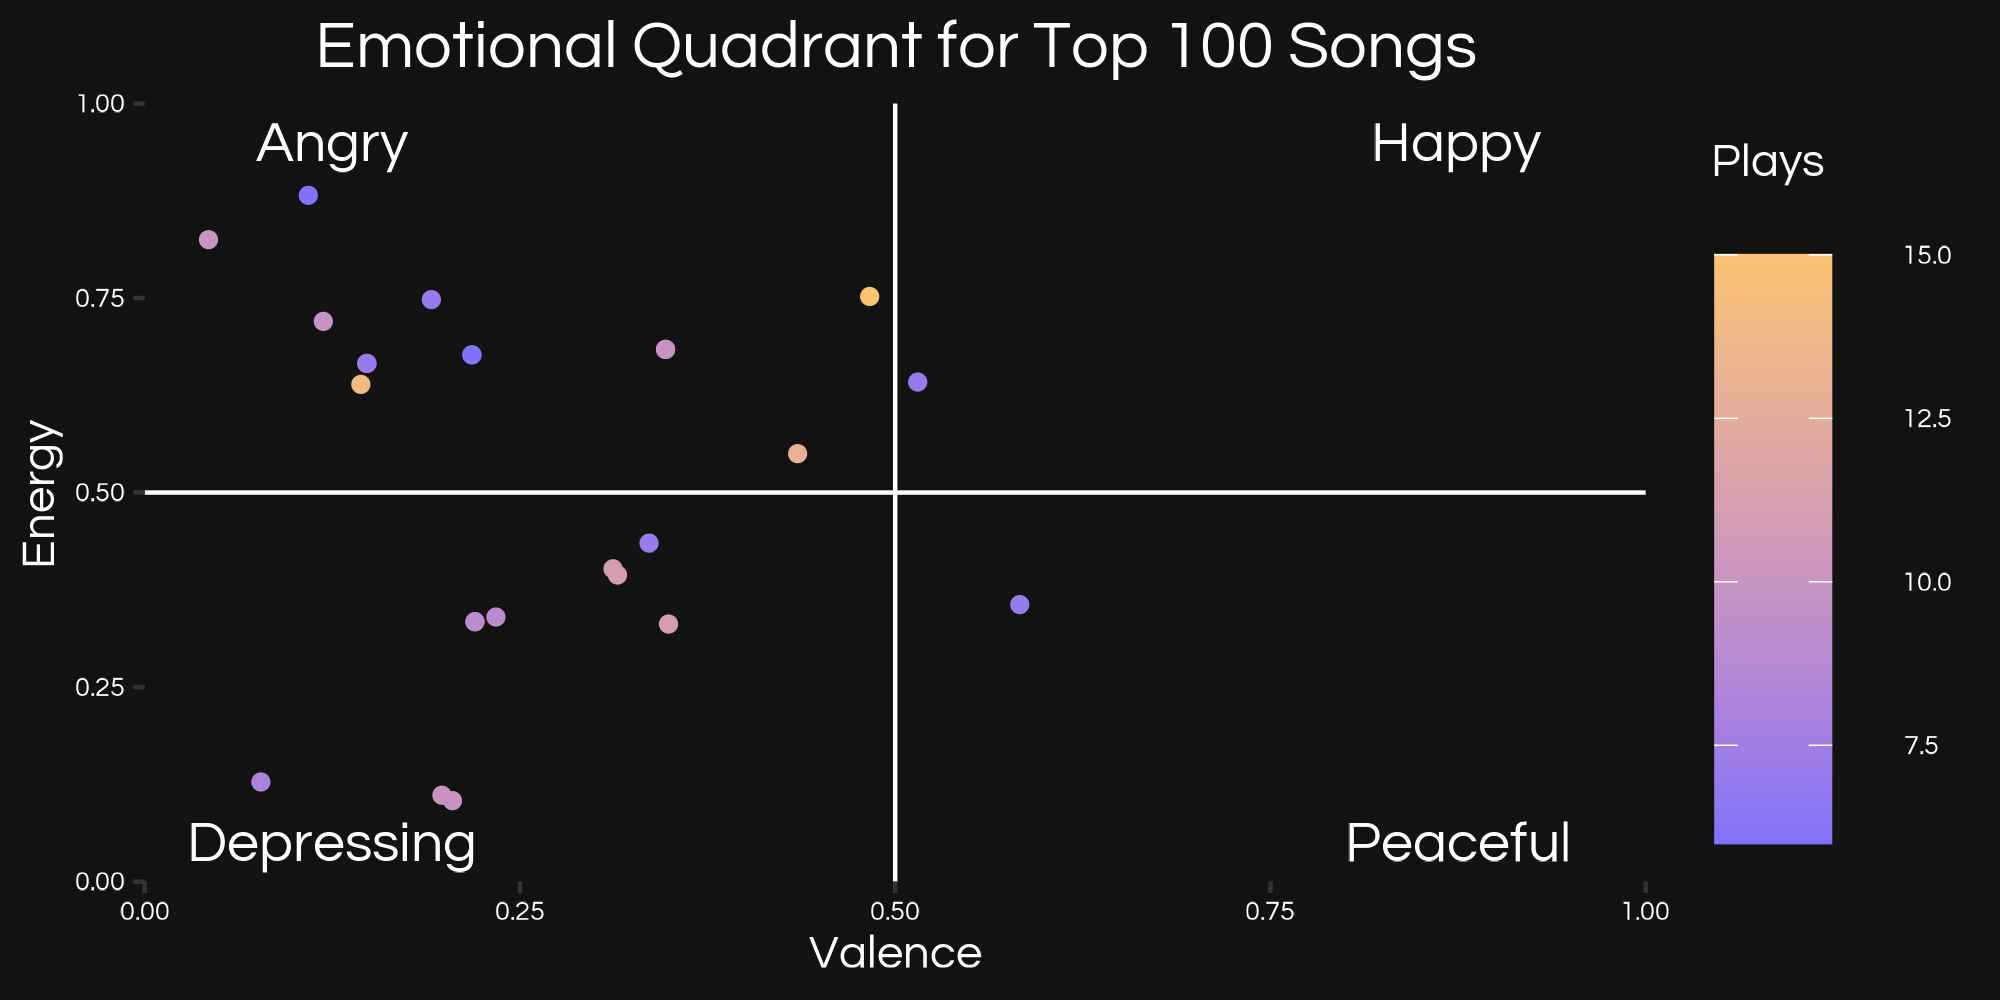 Emotional Quadrant for Top 100 Songs
1.00
Angry
Happy
Plays
15.0
0.75
12.5
Energy
0.50
10.0
0.25
7.5
Depressing
Peaceful
0.00
0.00 0.25 0.50 0.75 1.00
Valence